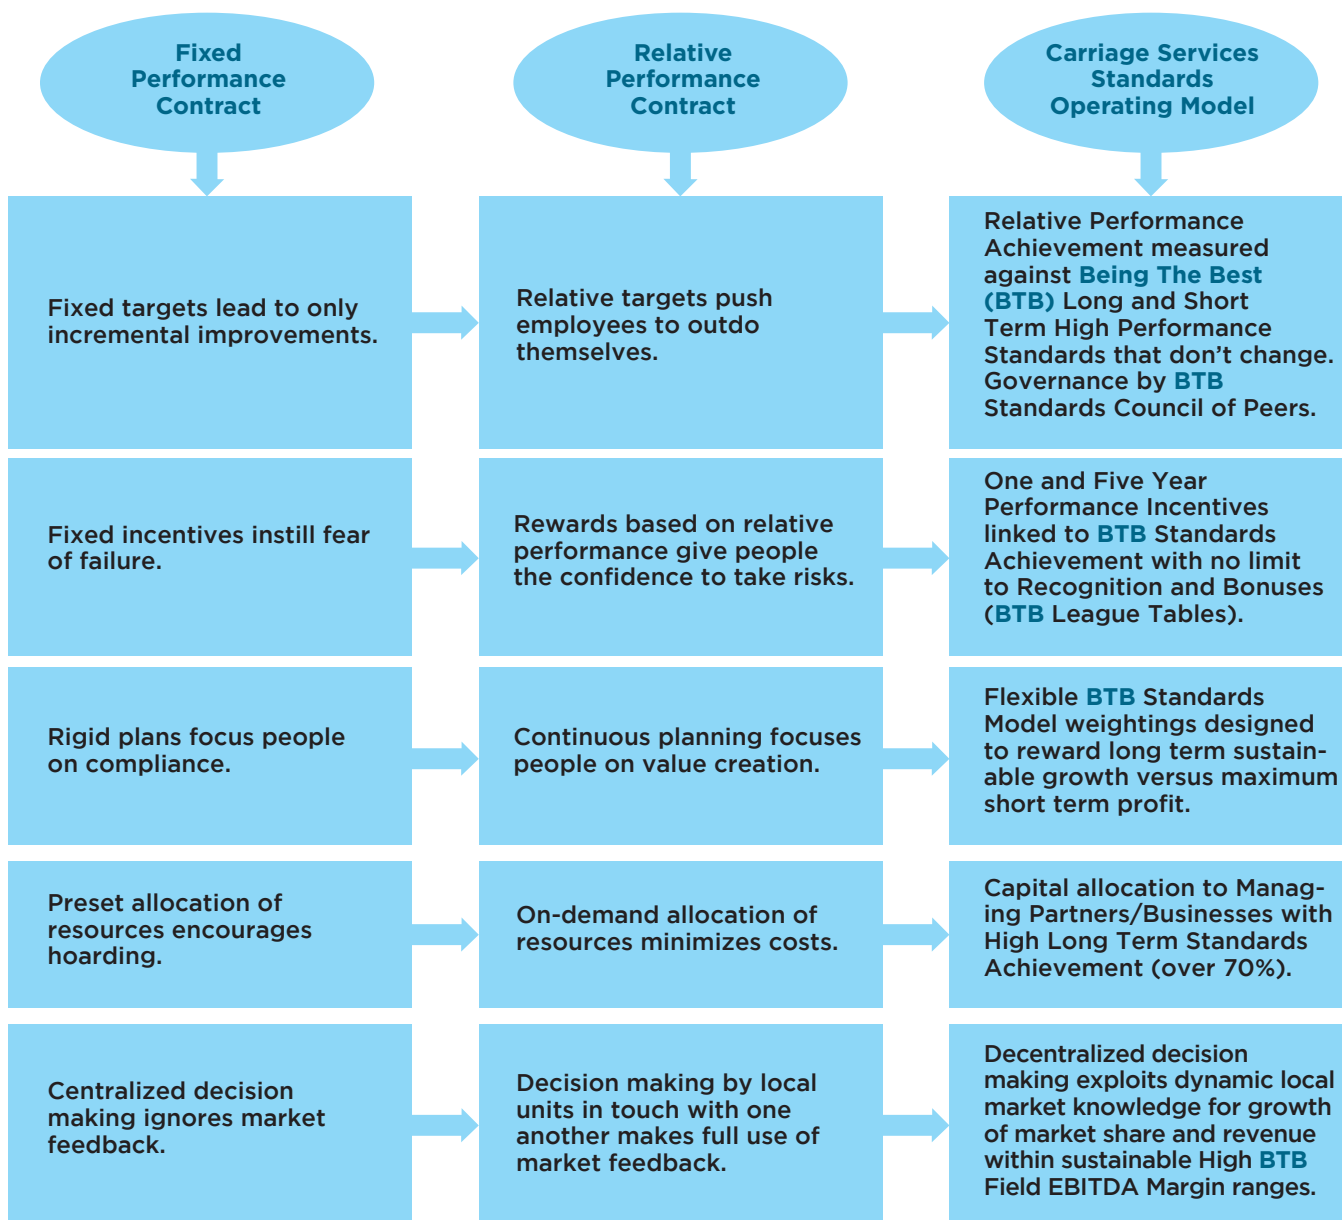 Fixed
Performance
Contract
Relative
Performance
Contract
Carriage Services
Standards
Operating Model
Fixed targets lead to only
incremental improvements.
Relative targets push
employees to outdo
themselves.
Relative Performance
Achievement measured
against Being The Best
(BTB) Long and Short
Term High Performance
Standards that don’t change.
Governance by BTB
Standards Council of Peers.
Fixed incentives instill fear
of failure.
Rewards based on relative
performance give people
the confidence to take risks.
One and Five Year
Performance Incentives
linked to BTB Standards
Achievement with no limit
to Recognition and Bonuses
(BTB League Tables).
Rigid plans focus people
on compliance.
Continuous planning focuses
people on value creation.
Flexible BTB Standards
Model weightings designed
to reward long term sustain-
able growth versus maximum
short term profit.
Preset allocation of
resources encourages
hoarding.
On-demand allocation of
resources minimizes costs.
Capital allocation to Manag-
ing Partners/Businesses with
High Long Term Standards
Achievement (over 70%).
Centralized decision
making ignores market
feedback.
Decision making by local
units in touch with one
another makes full use of
market feedback.
Decentralized decision
making exploits dynamic local
market knowledge for growth
of market share and revenue
within sustainable High BTB
Field EBITDA Margin ranges.